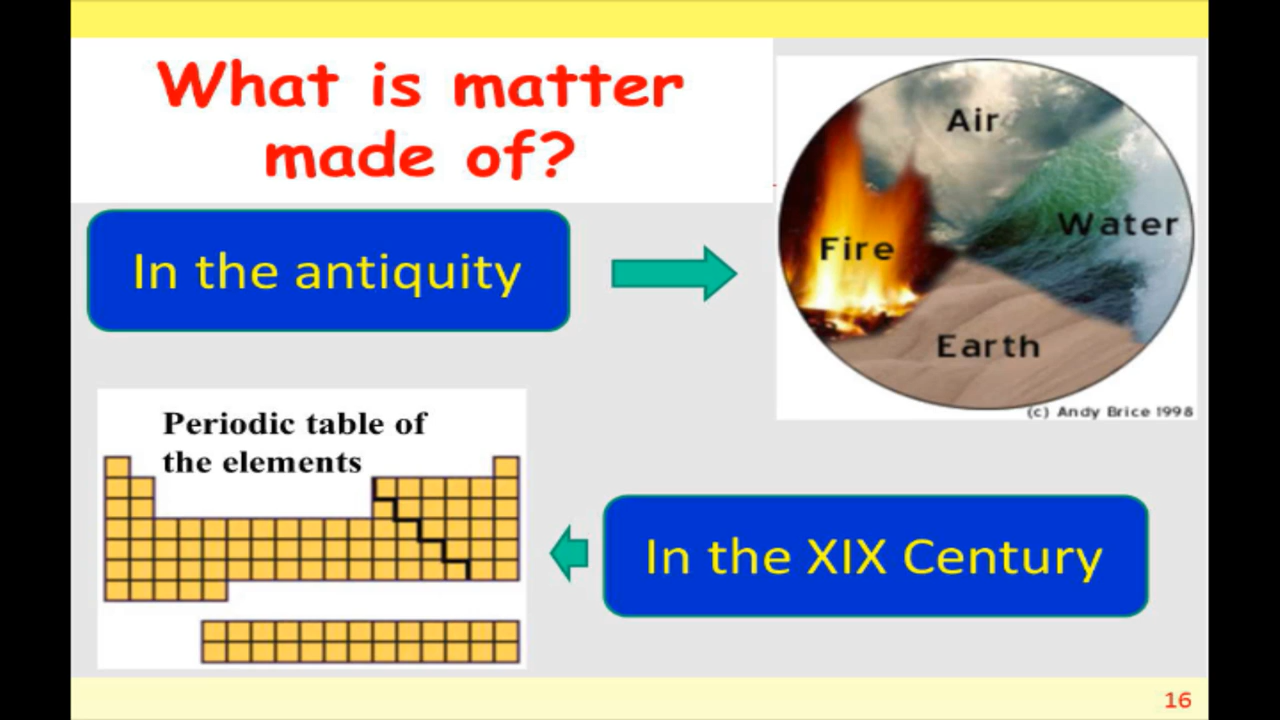 What is matter
made of?
In the antiquity
Air
Water
Fire
Earth
(c) Andy Brice 1998
Periodic table of
the elements
In the XIX Century
16